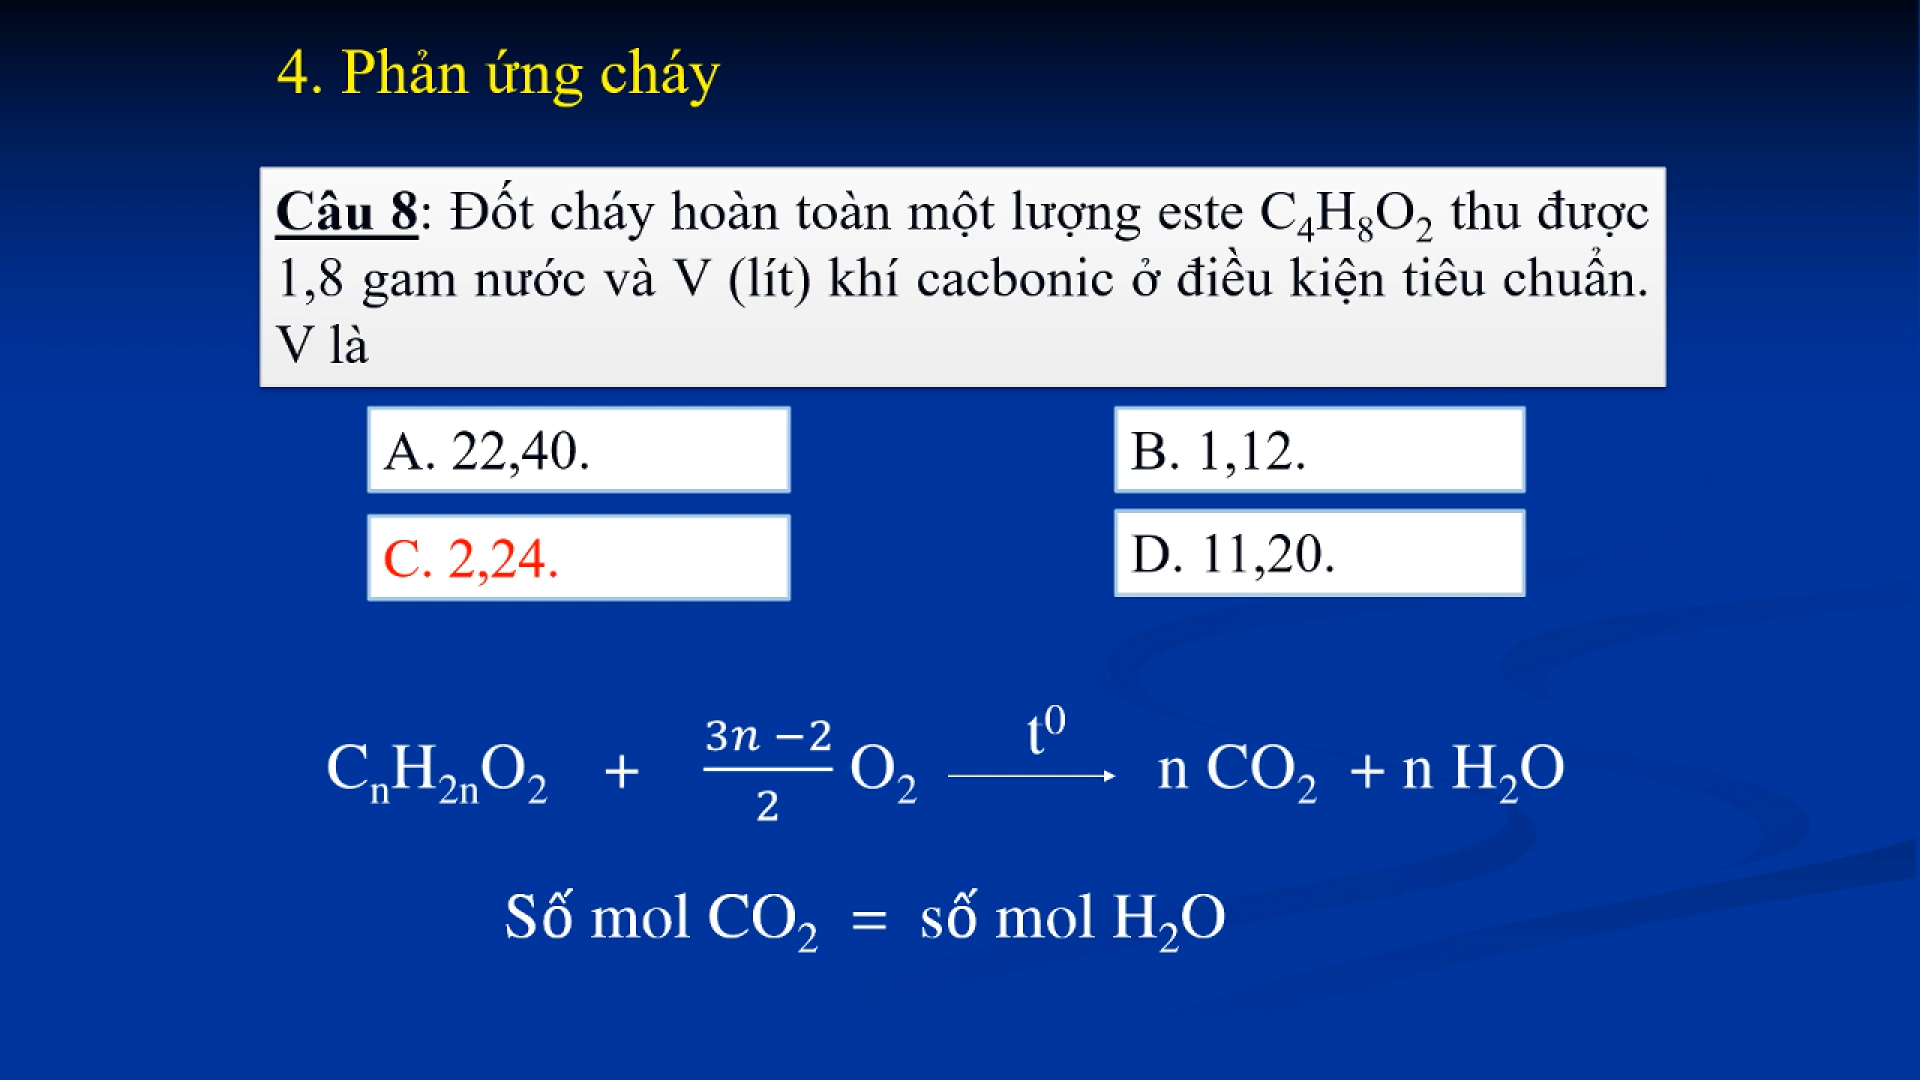 4. Phản ứng cháy
Câu 8: Đốt cháy hoàn toàn một lượng este C₄H₈O₂ thu được
1,8 gam nước và V (lít) khí cacbonic ở điều kiện tiêu chuẩn.
V là
A. 22,40.
B. 1,12.
C. 2,24.
D. 11,20.
CₙH₂ₙO₂ + (3n − 2)/2 O₂ →(t⁰) n CO₂ + n H₂O
Số mol CO₂ = số mol H₂O